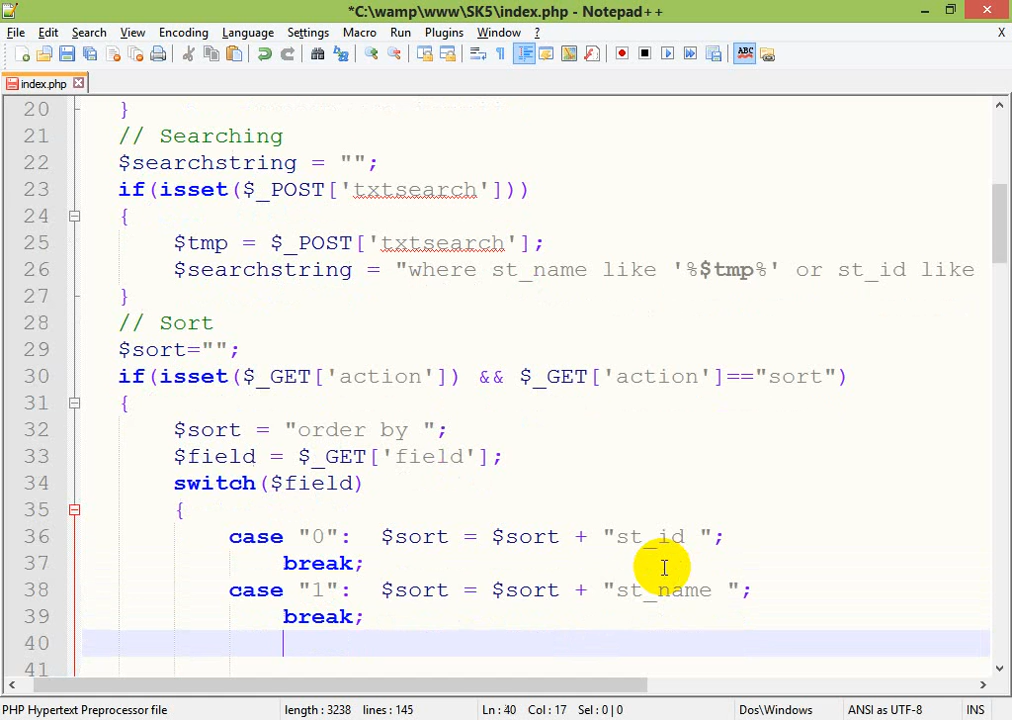 *C:\wamp\www\SK5\index.php - Notepad++
File Edit Search View Encoding Language Settings Macro Run Plugins Window ? X
index.php
20 }
21 // Searching
22 $searchstring = "";
23 if(isset($_POST['txtsearch']))
24 {
25 $tmp = $_POST['txtsearch'];
26 $searchstring = "where st_name like '%$tmp%' or st_id like
27 }
28 // Sort
29 $sort="";
30 if(isset($_GET['action']) && $_GET['action']=="sort")
31 {
32 $sort = "order by ";
33 $field = $_GET['field'];
34 switch($field)
35 {
36 case "0": $sort = $sort + "st_id ";
37 break;
38 case "1": $sort = $sort + "st_name ";
39 break;
40
41
PHP Hypertext Preprocessor file length : 3238 lines : 145 Ln : 40 Col : 17 Sel : 0 | 0 Dos\Windows ANSI as UTF-8 INS